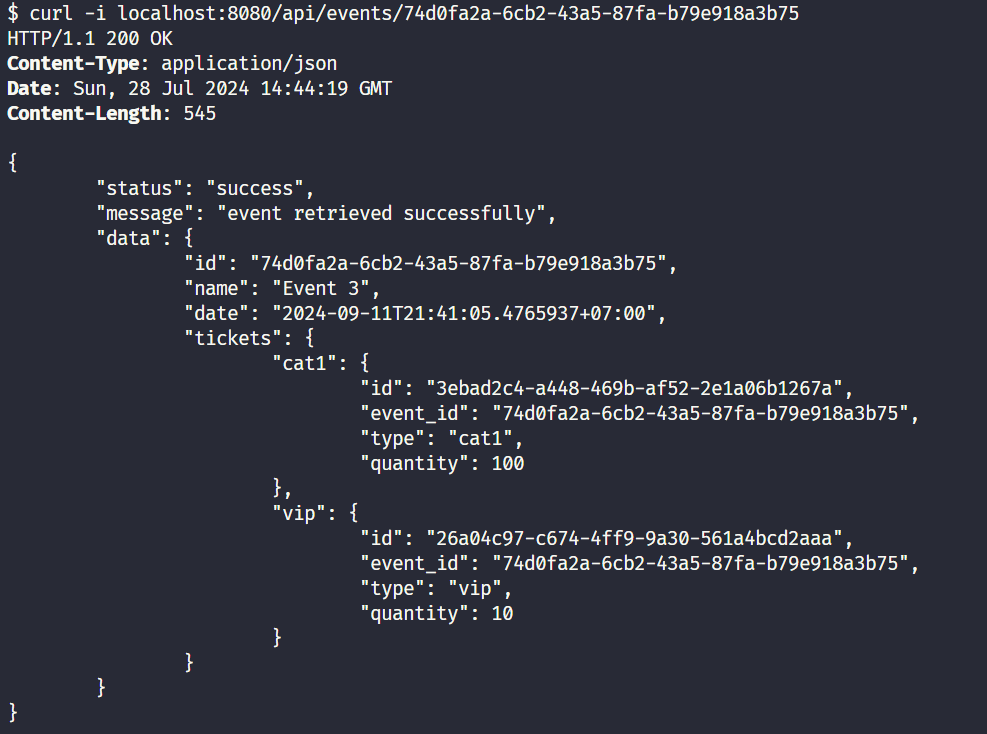 $ curl -i localhost:8080/api/events/74d0fa2a-6cb2-43a5-87fa-b79e918a3b75
HTTP/1.1 200 OK
Content-Type: application/json
Date: Sun, 28 Jul 2024 14:44:19 GMT
Content-Length: 545

{
        "status": "success",
        "message": "event retrieved successfully",
        "data": {
                "id": "74d0fa2a-6cb2-43a5-87fa-b79e918a3b75",
                "name": "Event 3",
                "date": "2024-09-11T21:41:05.4765937+07:00",
                "tickets": {
                        "cat1": {
                                "id": "3ebad2c4-a448-469b-af52-2e1a06b1267a",
                                "event_id": "74d0fa2a-6cb2-43a5-87fa-b79e918a3b75",
                                "type": "cat1",
                                "quantity": 100
                        },
                        "vip": {
                                "id": "26a04c97-c674-4ff9-9a30-561a4bcd2aaa",
                                "event_id": "74d0fa2a-6cb2-43a5-87fa-b79e918a3b75",
                                "type": "vip",
                                "quantity": 10
                        }
                }
        }
}